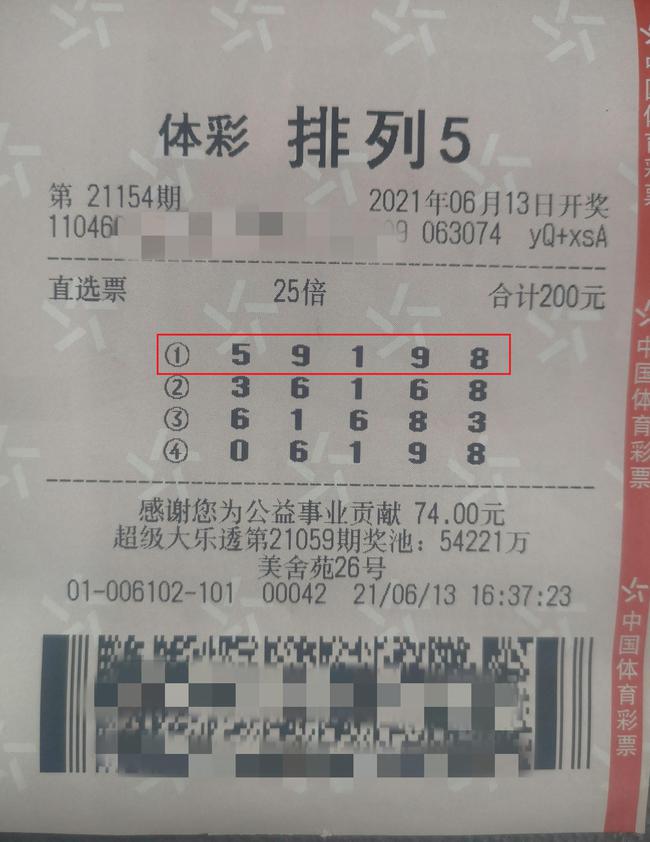 体彩 排列5
第 21154期 2021年06月13日开奖
110460 09 063074 yQ+xsA
直选票 25倍 合计200元
① 5 9 1 9 8
② 3 6 1 6 8
③ 6 1 6 8 3
④ 0 6 1 9 8
感谢您为公益事业贡献 74.00元
超级大乐透第21059期奖池：54221万
美舍苑26号
01-006102-101 00042 21/06/13 16:37:23
中国体育彩票
中国体育彩票